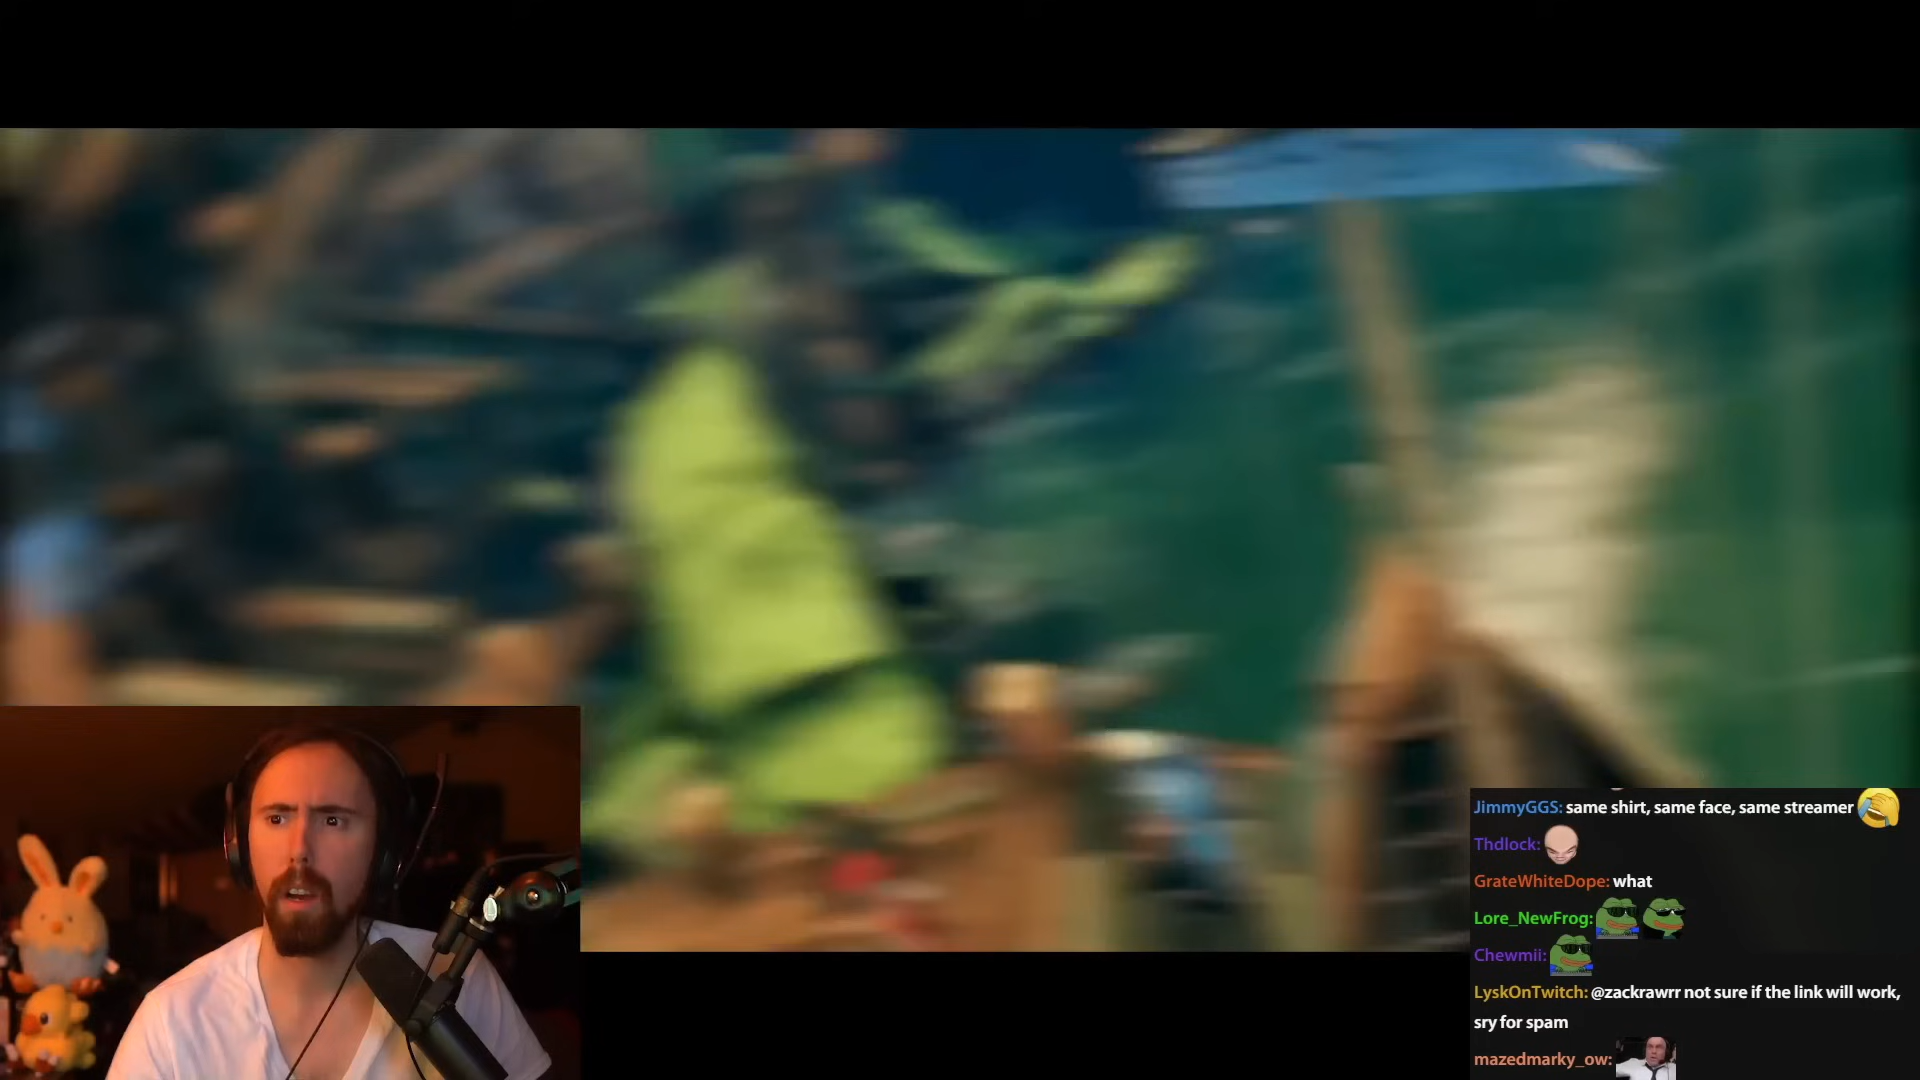 JimmyGGS: same shirt, same face, same streamer
Thdlock:
GrateWhiteDope: what
Lore_NewFrog:
Chewmii:
LyskOnTwitch: @zackrawrr not sure if the link will work,
sry for spam
mazedmarky_ow: